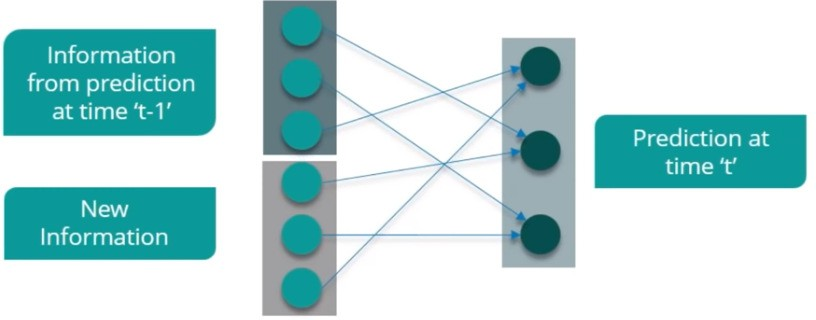 Information
from prediction
at time ‘t-1’
New
Information
Prediction at
time ‘t’